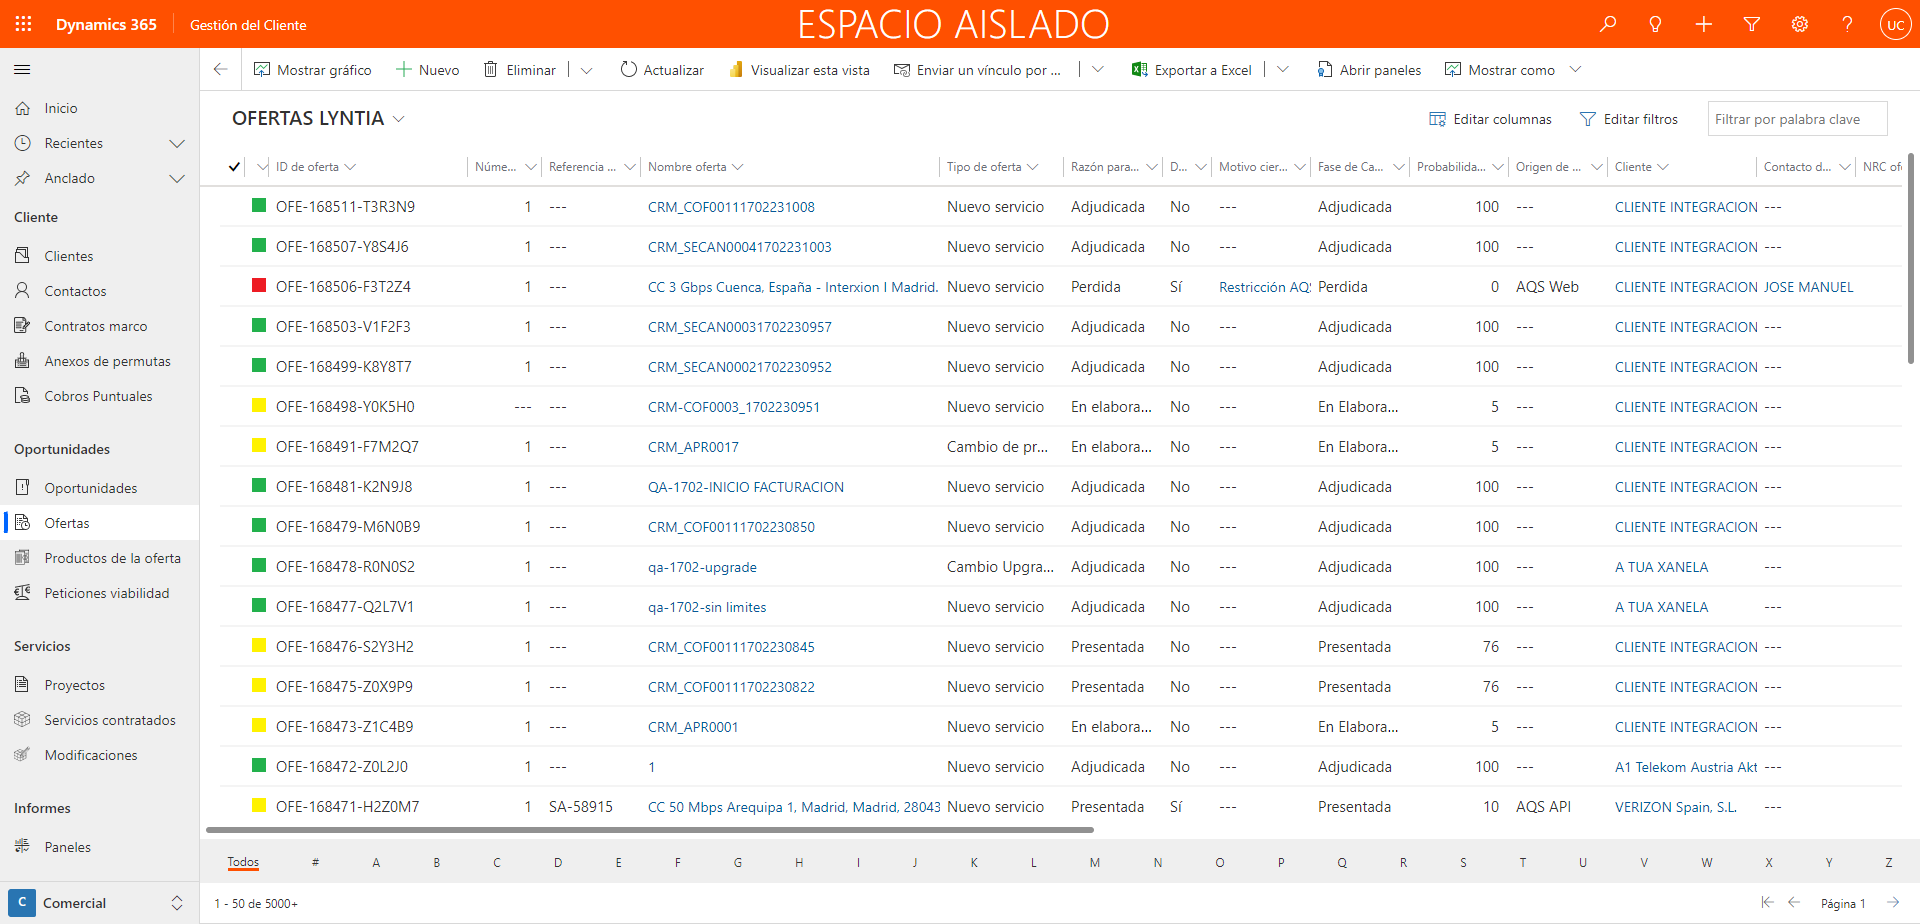 Dynamics 365
Gestión del Cliente
ESPACIO AISLADO
UC
Mostrar gráfico
Nuevo
Eliminar
Actualizar
Visualizar esta vista
Enviar un vínculo por ...
Exportar a Excel
Abrir paneles
Mostrar como
Inicio
Recientes
Anclado
Cliente
Clientes
Contactos
Contratos marco
Anexos de permutas
Cobros Puntuales
Oportunidades
Oportunidades
Ofertas
Productos de la oferta
Peticiones viabilidad
Servicios
Proyectos
Servicios contratados
Modificaciones
Informes
Paneles
C Comercial
OFERTAS LYNTIA
Editar columnas
Editar filtros
Filtrar por palabra clave
ID de oferta Núme... Referencia ... Nombre oferta Tipo de oferta Razón para... D... Motivo cier... Fase de Ca... Probabilida... Origen de ... Cliente Contacto d... NRC ofe
OFE-168511-T3R3N9 1 --- CRM_COF00111702231008 Nuevo servicio Adjudicada No --- Adjudicada 100 --- CLIENTE INTEGRACION ---
OFE-168507-Y8S4J6 1 --- CRM_SECAN00041702231003 Nuevo servicio Adjudicada No --- Adjudicada 100 --- CLIENTE INTEGRACION ---
OFE-168506-F3T2Z4 1 --- CC 3 Gbps Cuenca, España - Interxion I Madrid. Nuevo servicio Perdida Sí Restricción AQS Perdida 0 AQS Web CLIENTE INTEGRACION JOSE MANUEL
OFE-168503-V1F2F3 1 --- CRM_SECAN00031702230957 Nuevo servicio Adjudicada No --- Adjudicada 100 --- CLIENTE INTEGRACION ---
OFE-168499-K8Y8T7 1 --- CRM_SECAN00021702230952 Nuevo servicio Adjudicada No --- Adjudicada 100 --- CLIENTE INTEGRACION ---
OFE-168498-Y0K5H0 --- --- CRM-COF0003_1702230951 Nuevo servicio En elabora... No --- En Elabora... 5 --- CLIENTE INTEGRACION ---
OFE-168491-F7M2Q7 1 --- CRM_APR0017 Cambio de pr... En elabora... No --- En Elabora... 5 --- CLIENTE INTEGRACION ---
OFE-168481-K2N9J8 1 --- QA-1702-INICIO FACTURACION Nuevo servicio Adjudicada No --- Adjudicada 100 --- CLIENTE INTEGRACION ---
OFE-168479-M6N0B9 1 --- CRM_COF00111702230850 Nuevo servicio Adjudicada No --- Adjudicada 100 --- CLIENTE INTEGRACION ---
OFE-168478-R0N0S2 1 --- qa-1702-upgrade Cambio Upgra... Adjudicada No --- Adjudicada 100 --- A TUA XANELA ---
OFE-168477-Q2L7V1 1 --- qa-1702-sin limites Nuevo servicio Adjudicada No --- Adjudicada 100 --- A TUA XANELA ---
OFE-168476-S2Y3H2 1 --- CRM_COF00111702230845 Nuevo servicio Presentada No --- Presentada 76 --- CLIENTE INTEGRACION ---
OFE-168475-Z0X9P9 1 --- CRM_COF00111702230822 Nuevo servicio Presentada No --- Presentada 76 --- CLIENTE INTEGRACION ---
OFE-168473-Z1C4B9 1 --- CRM_APR0001 Nuevo servicio En elabora... No --- En Elabora... 5 --- CLIENTE INTEGRACION ---
OFE-168472-Z0L2J0 1 --- 1 Nuevo servicio Adjudicada No --- Adjudicada 100 --- A1 Telekom Austria Akt ---
OFE-168471-H2Z0M7 1 SA-58915 CC 50 Mbps Arequipa 1, Madrid, Madrid, 28043 Nuevo servicio Presentada Sí --- Presentada 10 AQS API VERIZON Spain, S.L. ---
Todos # A B C D E F G H I J K L M N O P Q R S T U V W X Y Z
1 - 50 de 5000+
Página 1